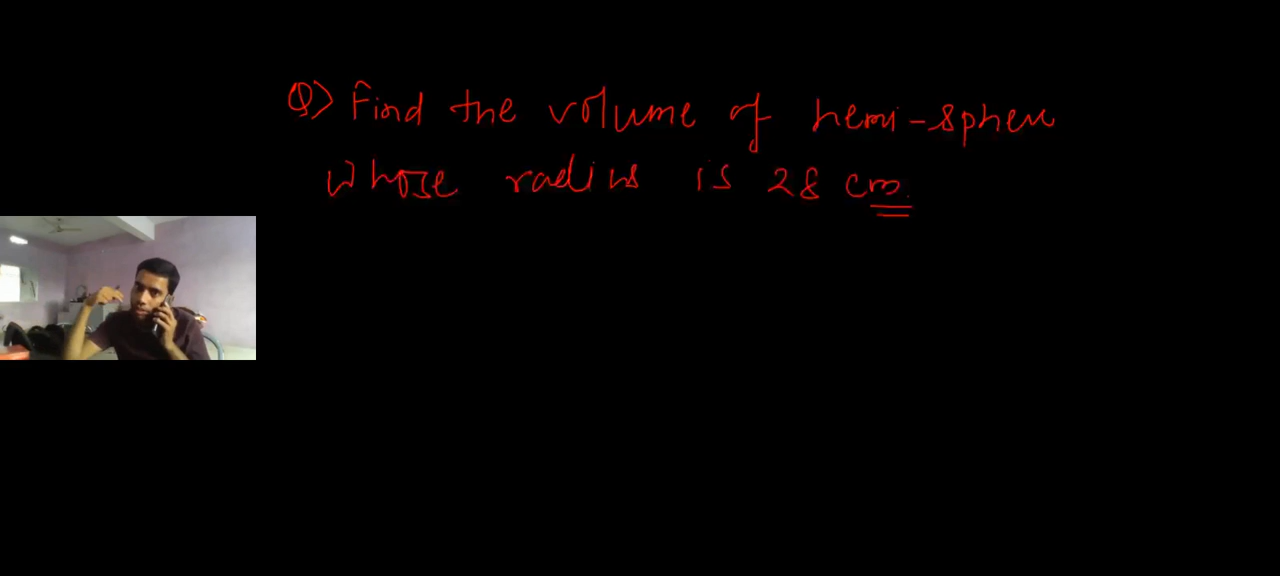 Q> Find the volume of hemi-sphere
whose radius is 28 cm.